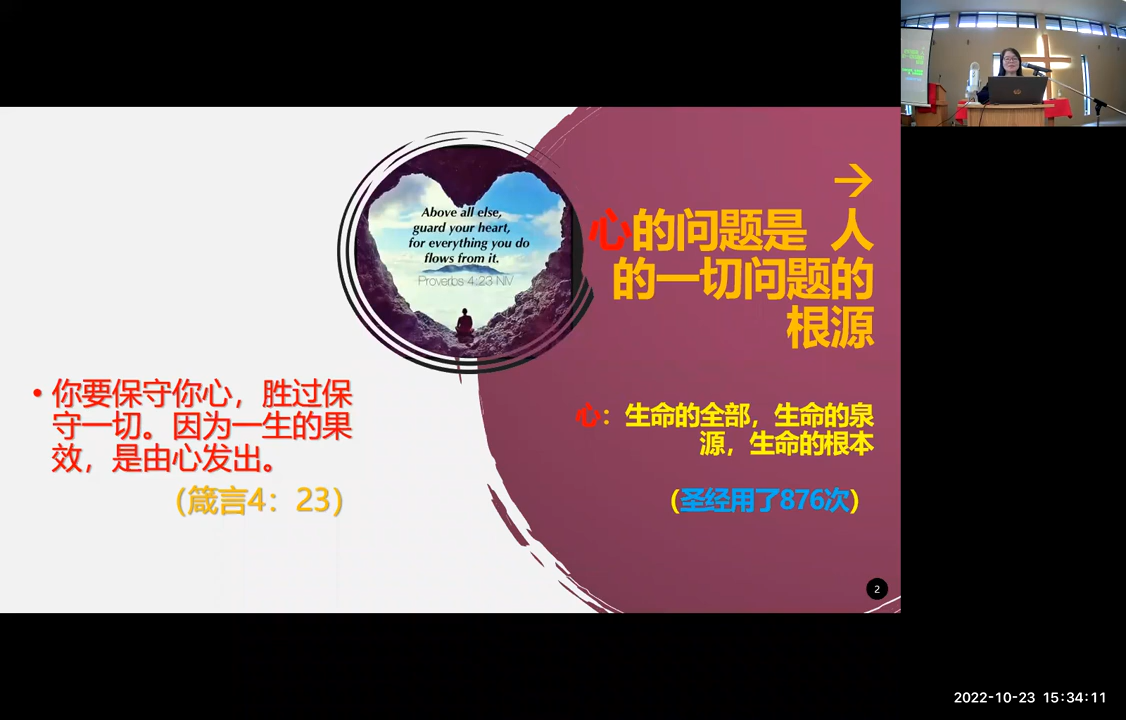 Above all else,
guard your heart,
for everything you do
flows from it.
Proverbs 4:23 NIV
→
心的问题是 人
的一切问题的
根源
• 你要保守你心，胜过保
守一切。因为一生的果
效，是由心发出。
（箴言4：23）
心：生命的全部，生命的泉
源，生命的根本
（圣经用了876次）
2
2022-10-23 15:34:11